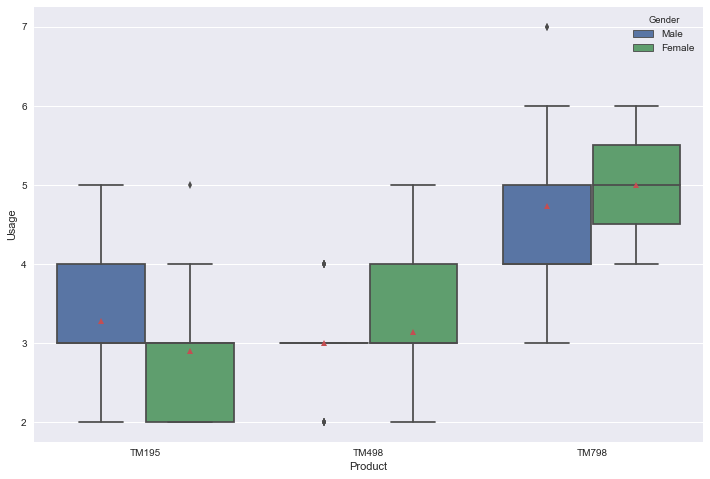 Gender
Male
Female
7
6
5
4
3
2
Usage
TM195
TM498
TM798
Product